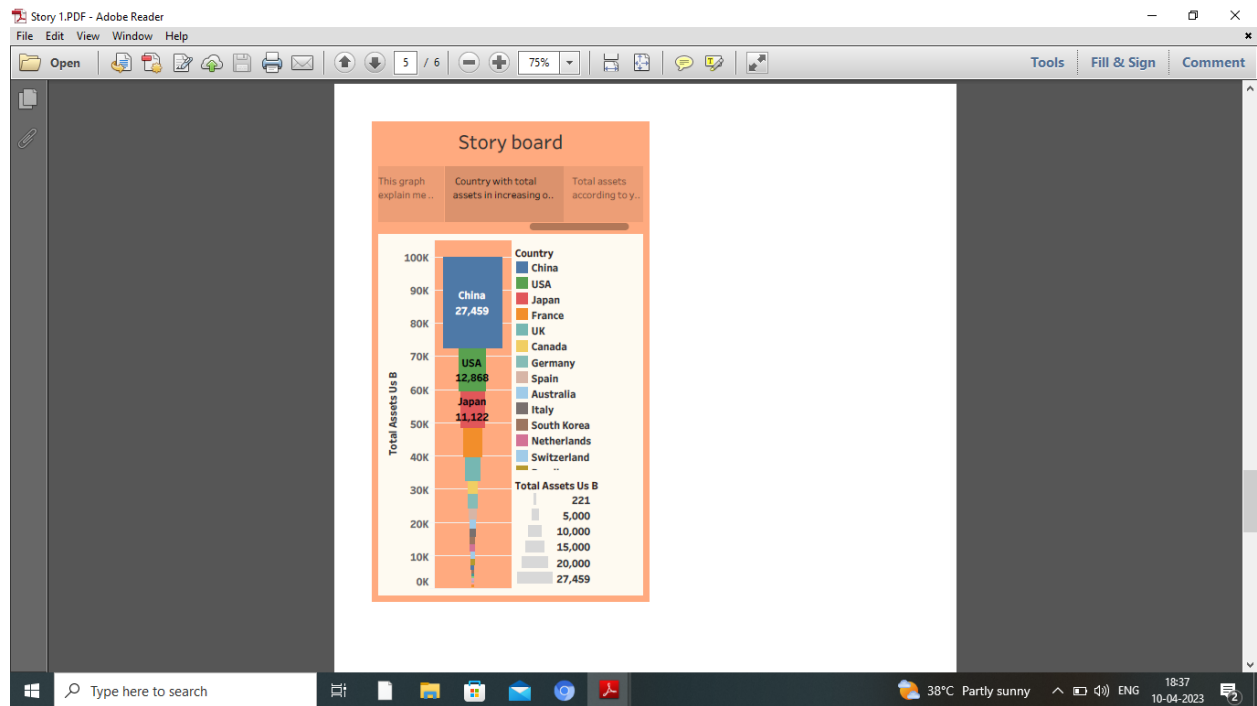 Story 1.PDF - Adobe Reader
File Edit View Window Help
Open 5 / 6 75% Tools Fill & Sign Comment
Story board
This graph
explain me ..
Country with total
assets in increasing o..
Total assets
according to y..
Total Assets Us B
100K
90K
80K
70K
60K
50K
40K
30K
20K
10K
0K
China
27,459
USA
12,868
Japan
11,122
Country
China
USA
Japan
France
UK
Canada
Germany
Spain
Australia
Italy
South Korea
Netherlands
Switzerland
Total Assets Us B
221
5,000
10,000
15,000
20,000
27,459
Type here to search
38°C Partly sunny
ENG
18:37
10-04-2023
2